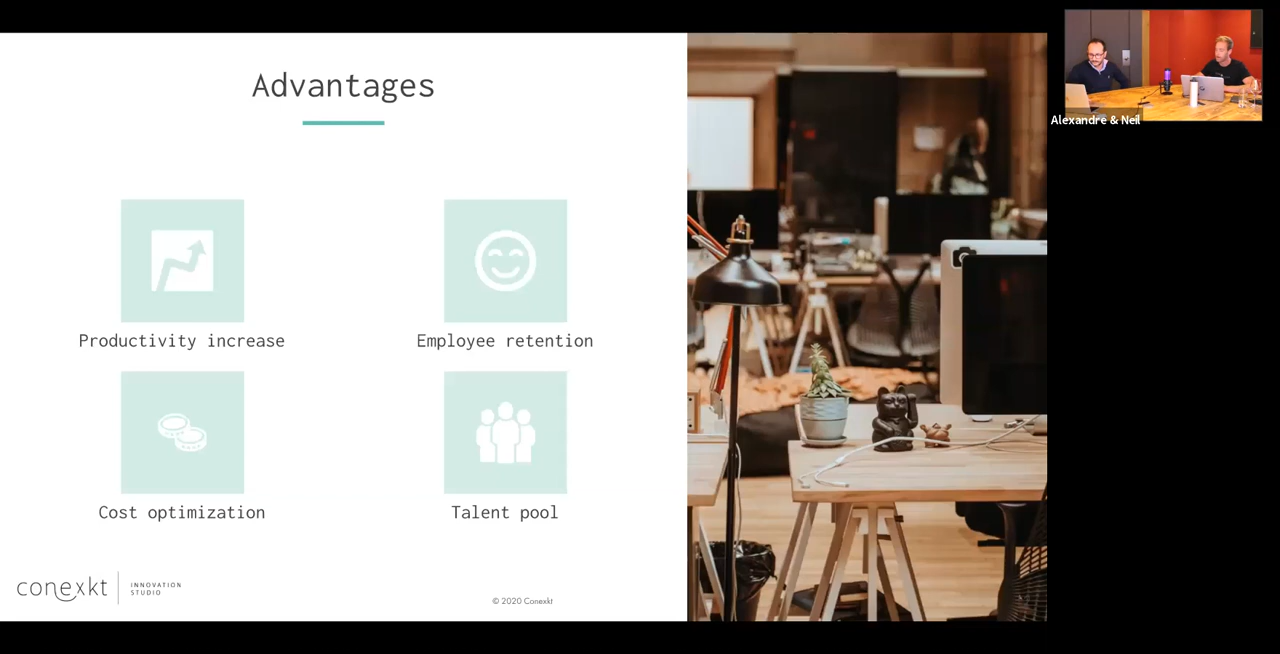 Advantages
Productivity increase
Employee retention
Cost optimization
Talent pool
conexkt
INNOVATION
STUDIO
© 2020 Conexkt
Alexandre & Neil